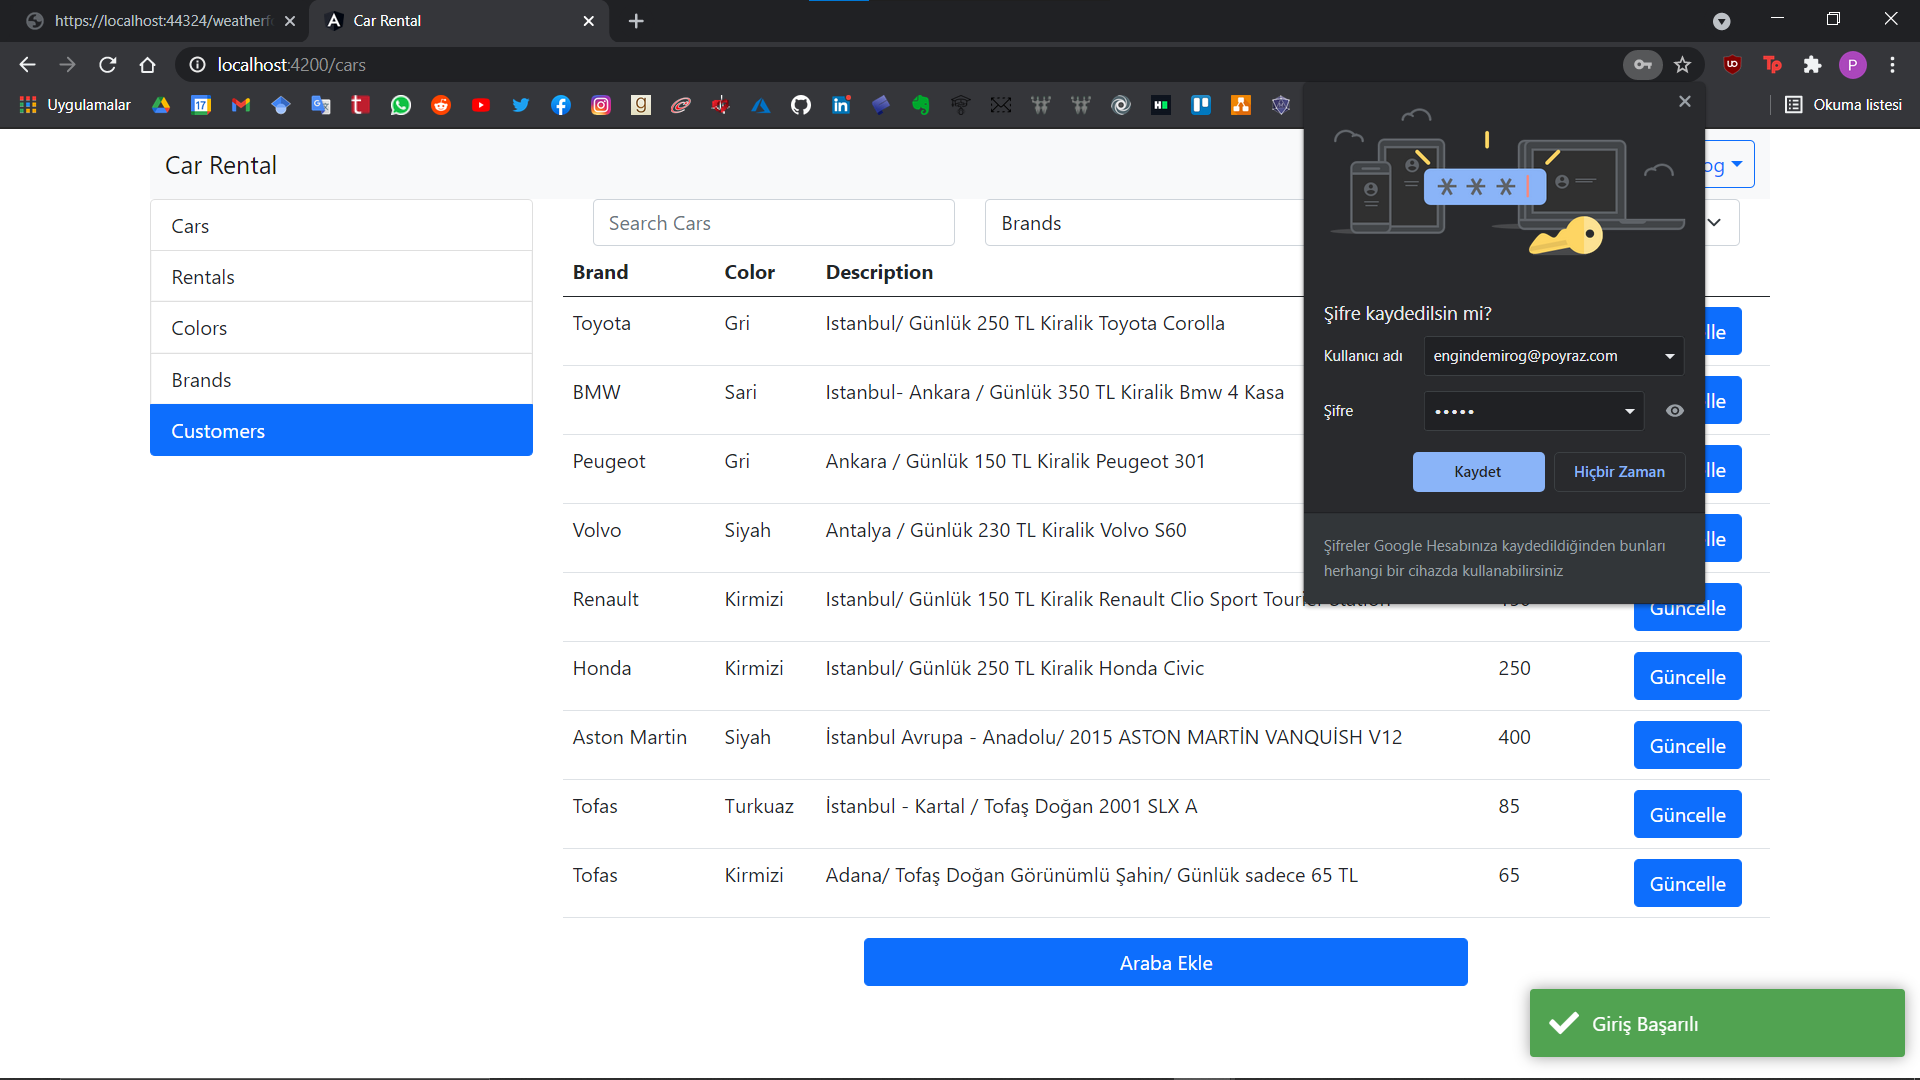 https://localhost:44324/weatherf
Car Rental
localhost:4200/cars
P
Uygulamalar
Okuma listesi
Car Rental
og
Cars
Rentals
Colors
Brands
Customers
Search Cars
Brands
Brand Color Description
Toyota Gri Istanbul/ Günlük 250 TL Kiralik Toyota Corolla lle
BMW Sari Istanbul- Ankara / Günlük 350 TL Kiralik Bmw 4 Kasa lle
Peugeot Gri Ankara / Günlük 150 TL Kiralik Peugeot 301 lle
Volvo Siyah Antalya / Günlük 230 TL Kiralik Volvo S60 lle
Renault Kirmizi Istanbul/ Günlük 150 TL Kiralik Renault Clio Sport Güncelle
Honda Kirmizi Istanbul/ Günlük 250 TL Kiralik Honda Civic 250 Güncelle
Aston Martin Siyah İstanbul Avrupa - Anadolu/ 2015 ASTON MARTİN VANQUİSH V12 400 Güncelle
Tofas Turkuaz İstanbul - Kartal / Tofaş Doğan 2001 SLX A 85 Güncelle
Tofas Kirmizi Adana/ Tofaş Doğan Görünümlü Şahin/ Günlük sadece 65 TL 65 Güncelle
Araba Ekle
Şifre kaydedilsin mi?
Kullanıcı adı engindemirog@poyraz.com
Şifre •••••
Kaydet Hiçbir Zaman
Şifreler Google Hesabınıza kaydedildiğinden bunları
herhangi bir cihazda kullanabilirsiniz
Giriş Başarılı